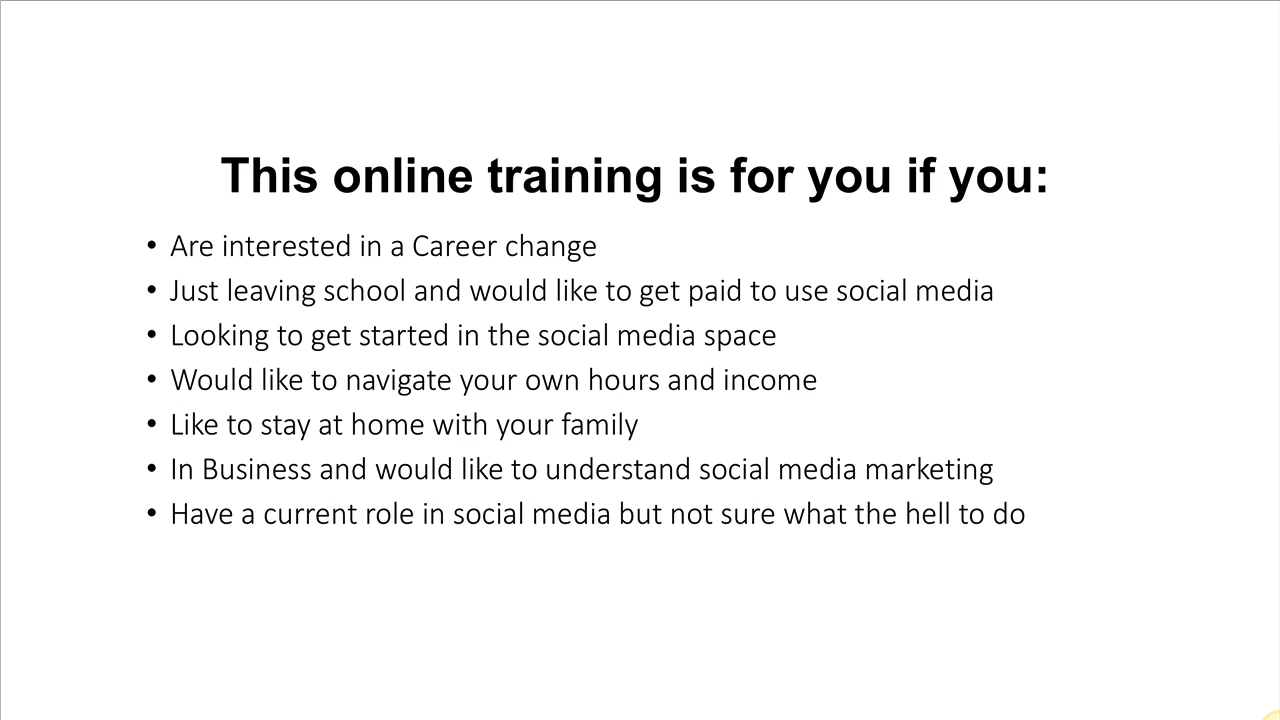 This online training is for you if you:
• Are interested in a Career change
• Just leaving school and would like to get paid to use social media
• Looking to get started in the social media space
• Would like to navigate your own hours and income
• Like to stay at home with your family
• In Business and would like to understand social media marketing
• Have a current role in social media but not sure what the hell to do